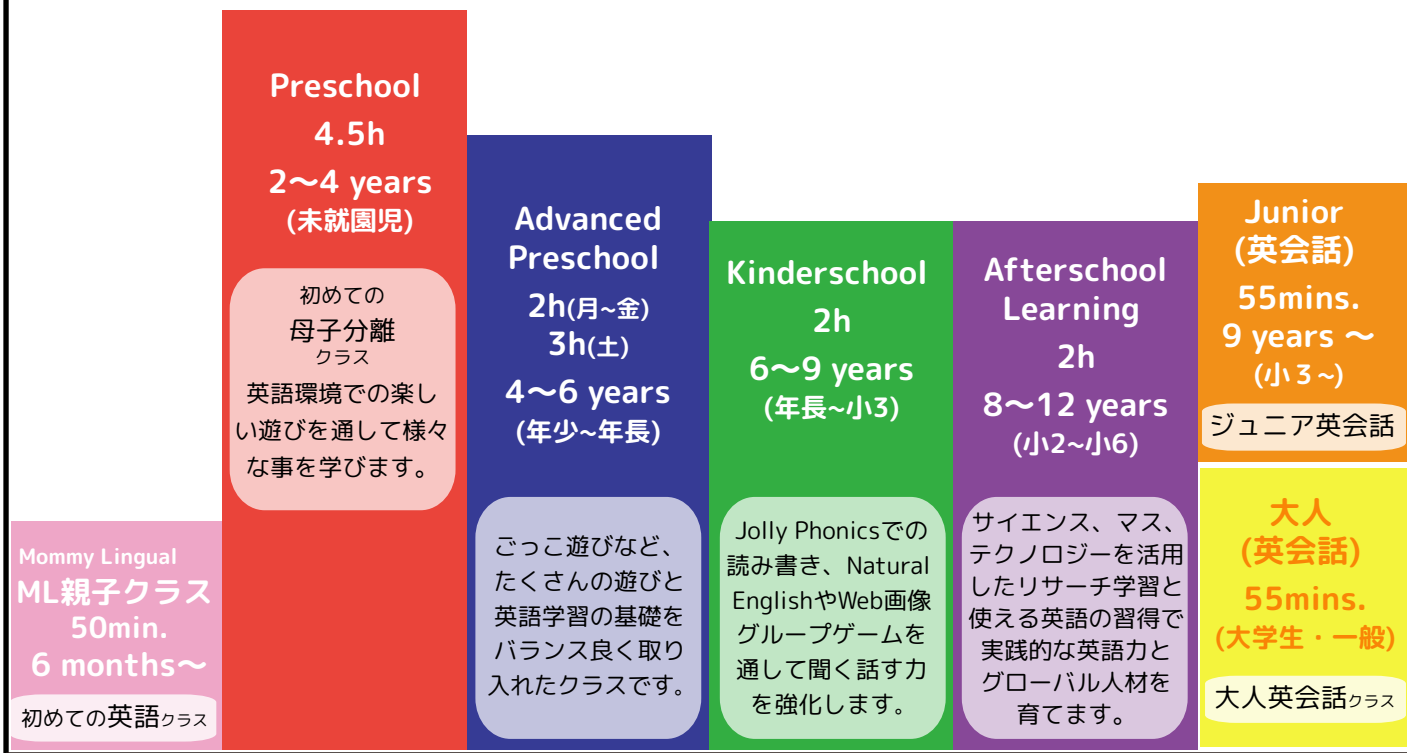 Mommy Lingual
ML親子クラス
50min.
6 months〜
初めての英語クラス
Preschool
4.5h
2〜4 years
(未就園児)
初めての
母子分離
クラス
英語環境での楽し
い遊びを通して様々
な事を学びます。
Advanced
Preschool
2h(月~金)
3h(土)
4〜6 years
(年少~年長)
ごっこ遊びなど、
たくさんの遊びと
英語学習の基礎を
バランス良く取り
入れたクラスです。
Kinderschool
2h
6〜9 years
(年長~小3)
Jolly Phonicsでの
読み書き、Natural
EnglishやWeb画像
グループゲームを
通して聞く話す力
を強化します。
Afterschool
Learning
2h
8〜12 years
(小2~小6)
サイエンス、マス、
テクノロジーを活用
したリサーチ学習と
使える英語の習得で
実践的な英語力と
グローバル人材を
育てます。
Junior
(英会話)
55mins.
9 years 〜
(小３~)
ジュニア英会話
大人
(英会話)
55mins.
(大学生・一般)
大人英会話クラス